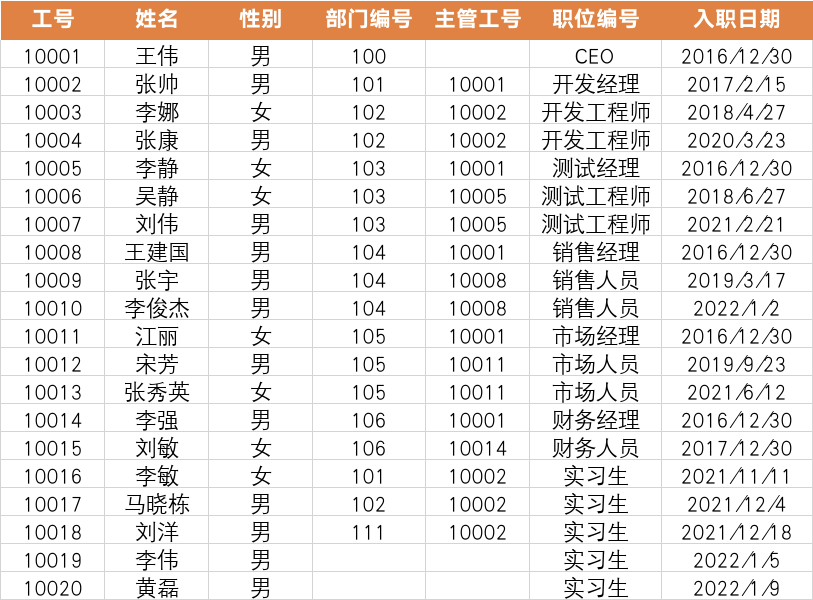 工号 姓名 性别 部门编号 主管工号 职位编号 入职日期
10001 王伟 男 100 CEO 2016/12/30
10002 张帅 男 101 10001 开发经理 2017/2/15
10003 李娜 女 102 10002 开发工程师 2018/4/27
10004 张康 男 102 10002 开发工程师 2020/3/23
10005 李静 女 103 10001 测试经理 2016/12/30
10006 吴静 女 103 10005 测试工程师 2018/6/27
10007 刘伟 男 103 10005 测试工程师 2021/2/21
10008 王建国 男 104 10001 销售经理 2016/12/30
10009 张宇 男 104 10008 销售人员 2019/3/17
10010 李俊杰 男 104 10008 销售人员 2022/1/2
10011 江丽 女 105 10001 市场经理 2016/12/30
10012 宋芳 男 105 10011 市场人员 2019/9/23
10013 张秀英 女 105 10011 市场人员 2021/6/12
10014 李强 男 106 10001 财务经理 2016/12/30
10015 刘敏 女 106 10014 财务人员 2017/12/30
10016 李敏 女 101 10002 实习生 2021/11/11
10017 马晓栋 男 102 10002 实习生 2021/12/4
10018 刘洋 男 111 10002 实习生 2021/12/18
10019 李伟 男 实习生 2022/1/5
10020 黄磊 男 实习生 2022/1/9